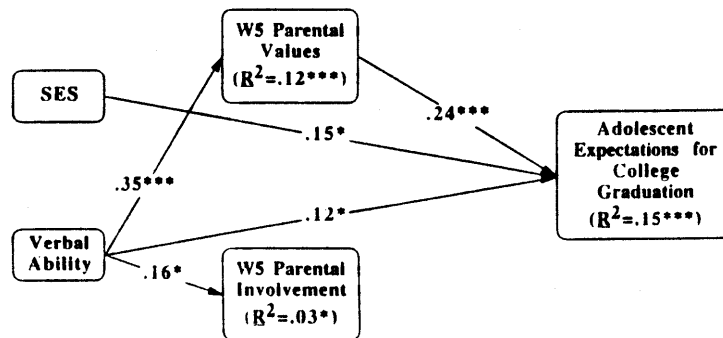 W5 Parental
Values
(R²=.12***)
SES
.24***
.15*
Adolescent
Expectations for
College
Graduation
(R²=.15***)
.35***
.12*
Verbal
Ability
.16*
W5 Parental
Involvement
(R²=.03*)